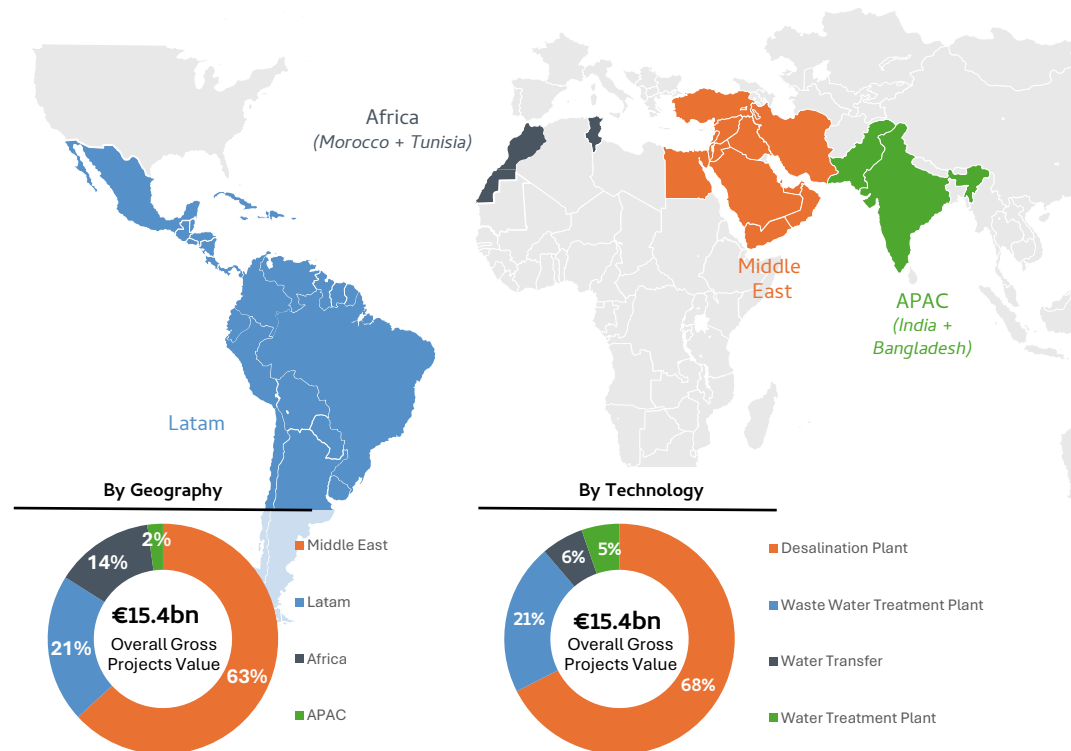 Africa
(Morocco + Tunisia)
Middle
East
APAC
(India +
Bangladesh)
Latam
By Geography
2%
14%
21%
63%
€15.4bn
Overall Gross
Projects Value
Middle East
Latam
Africa
APAC
By Technology
5%
6%
21%
68%
€15.4bn
Overall Gross
Projects Value
Desalination Plant
Waste Water Treatment Plant
Water Transfer
Water Treatment Plant